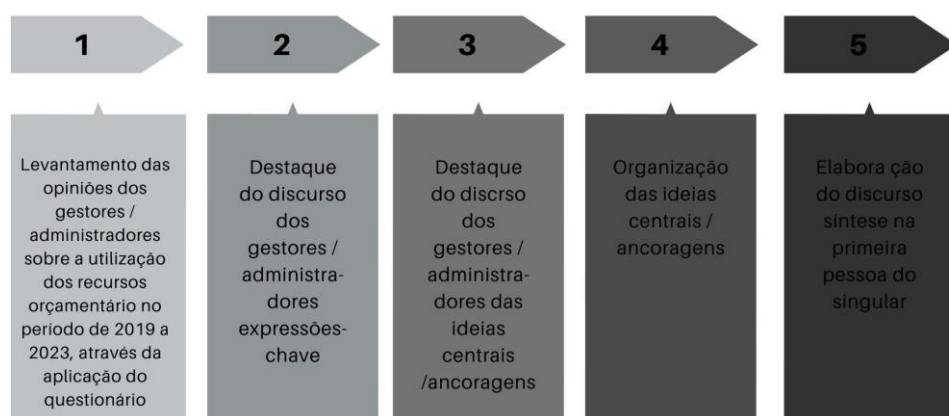 1
2
3
4
5
Levantamento das
opiniões dos
gestores /
administradores
sobre a utilização
dos recursos
orçamentário no
período de 2019 a
2023, através da
aplicação do
questionário
Destaque
do discurso
dos
gestores /
administra-
dores
expressões-
chave
Destaque
do discrso
dos
gestores /
administra-
dores das
ideias
centrais
/ancoragens
Organização
das ideias
centrais /
ancoragens
Elabora ção
do discurso
síntese na
primeira
pessoa do
singular